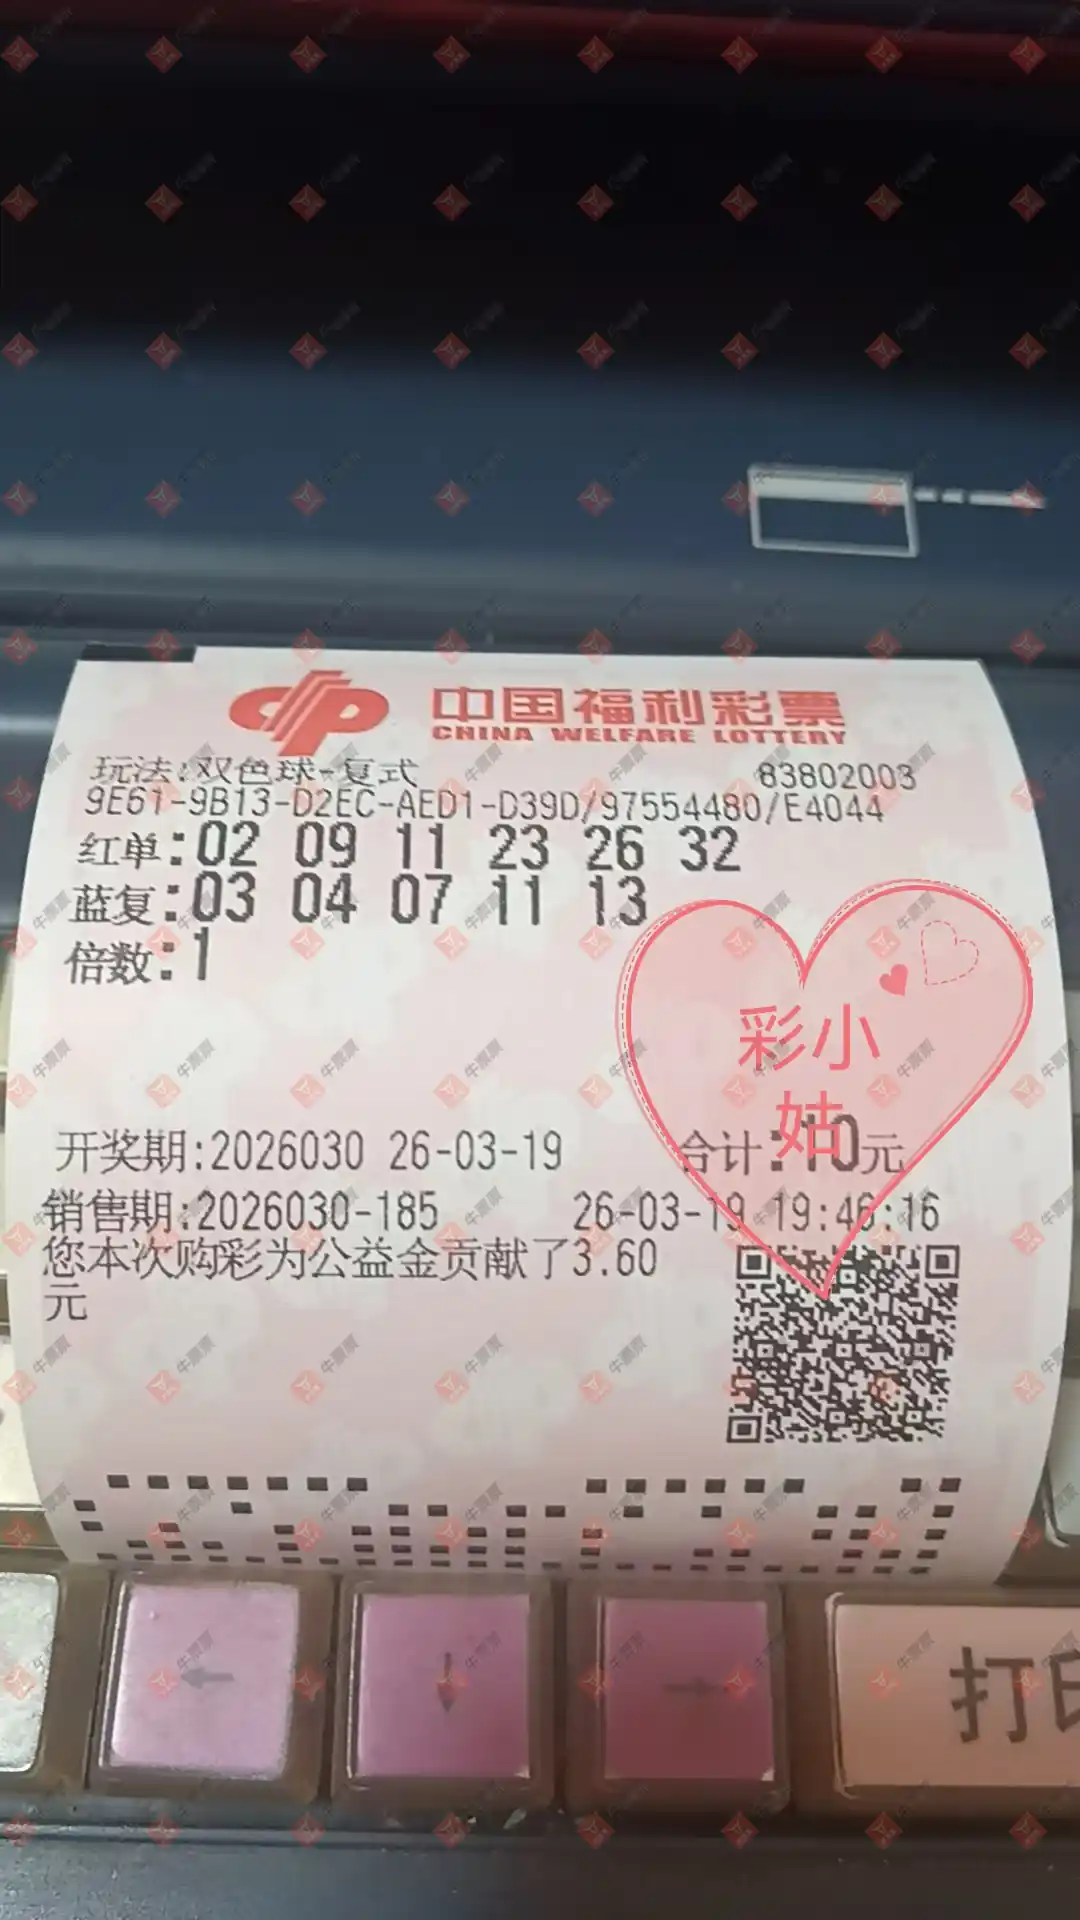 中国福利彩票
CHINA WELFARE LOTTERY
玩法:双色球-复式 83802003
9E61-9B13-D2EC-AED1-D39D/97554480/E4044
红单:02 09 11 23 26 32
蓝复:03 04 07 11 13
倍数:1
彩小
姑
开奖期:2026030 26-03-19 合计:10元
销售期:2026030-185 26-03-19 19:46:16
您本次购彩为公益金贡献了3.60
元
打印
牛票票